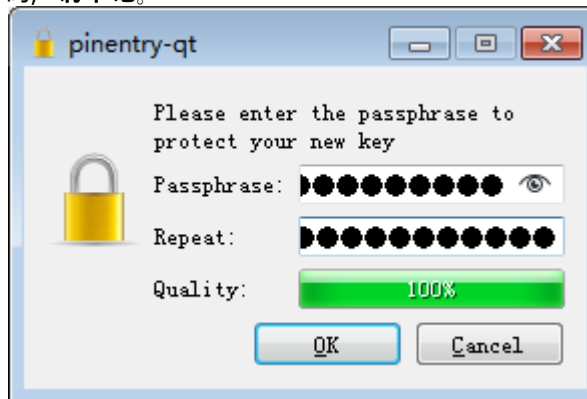 pinentry-qt
Please enter the passphrase to
protect your new key
Passphrase:
Repeat:
Quality: 100%
OK Cancel